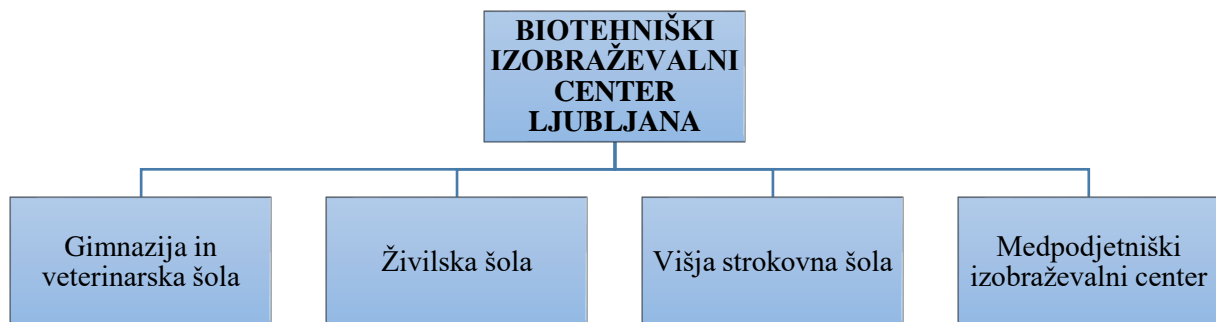 BIOTEHNIŠKI
IZOBRAŽEVALNI
CENTER
LJUBLJANA
Gimnazija in
veterinarska šola
Živilska šola
Višja strokovna šola
Medpodjetniški
izobraževalni center